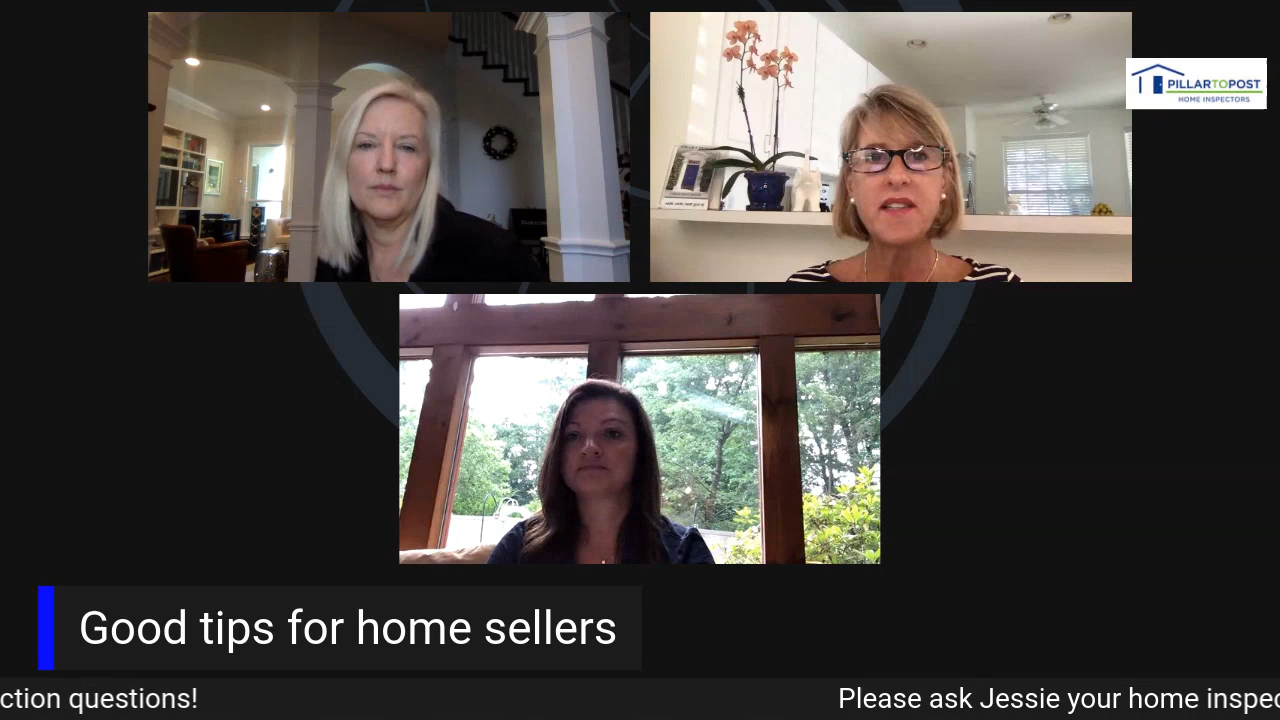 PILLARTOPOST
HOME INSPECTORS
Good tips for home sellers
ction questions!
Please ask Jessie your home inspec